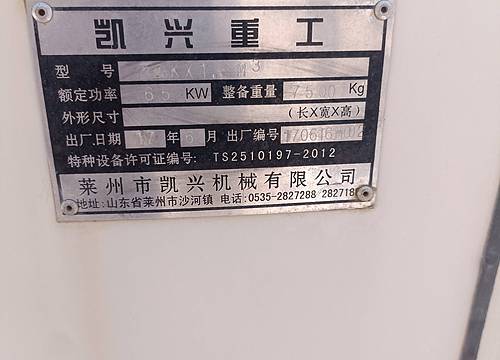 凯兴重工
型号
额定功率 65 KW 整备重量 7500 Kg
外形尺寸 (长X宽X高)
出厂日期 17 年 6 月 出厂编号
特种设备许可证编号: TS2510197-2012
莱州市凯兴机械有限公司
地址:山东省莱州市沙河镇 电话:0535-2827288